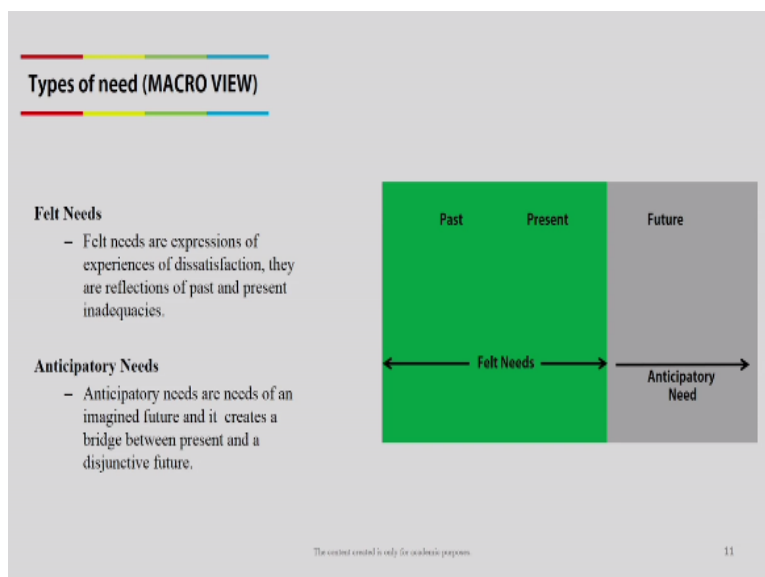 Types of need (MACRO VIEW)
Felt Needs
– Felt needs are expressions of
experiences of dissatisfaction, they
are reflections of past and present
inadequacies.
Anticipatory Needs
– Anticipatory needs are needs of an
imagined future and it creates a
bridge between present and a
disjunctive future.
Past Present Future
Felt Needs
Anticipatory
Need
The content created is only for academic purposes
11